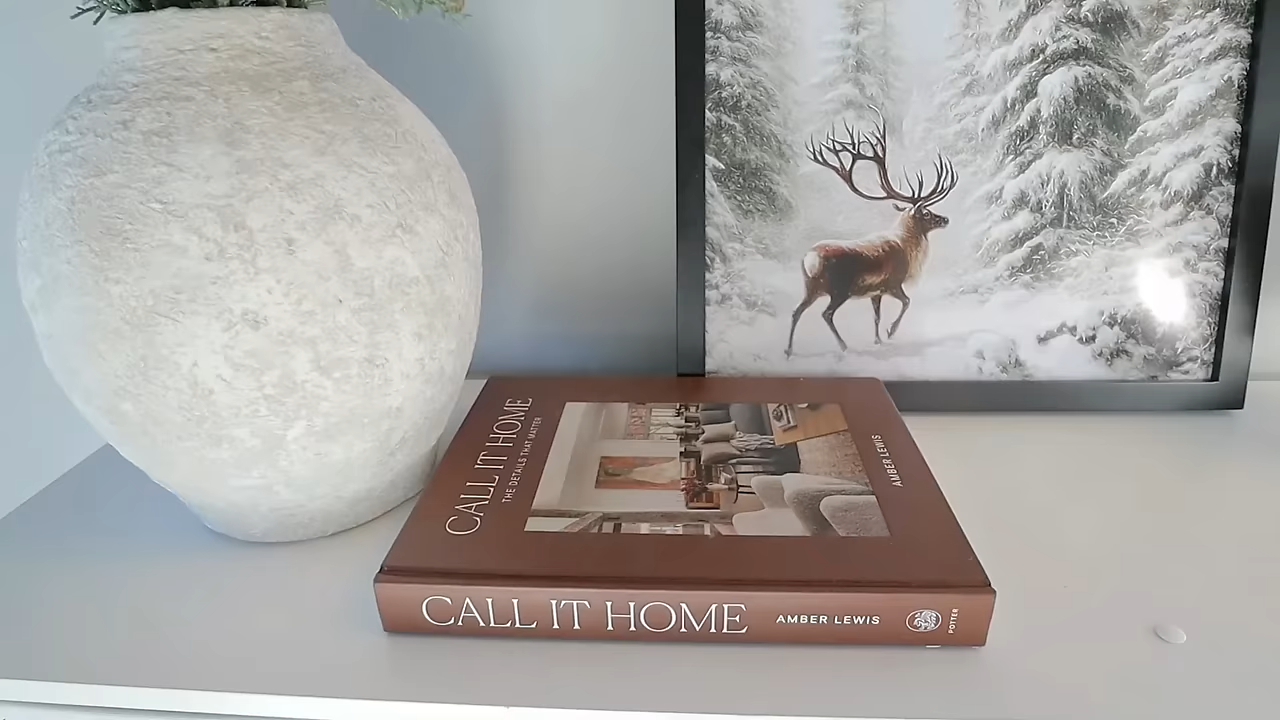 CALL IT HOME
THE DETAILS THAT MATTER
AMBER LEWIS
CALL IT HOME AMBER LEWIS POTTER